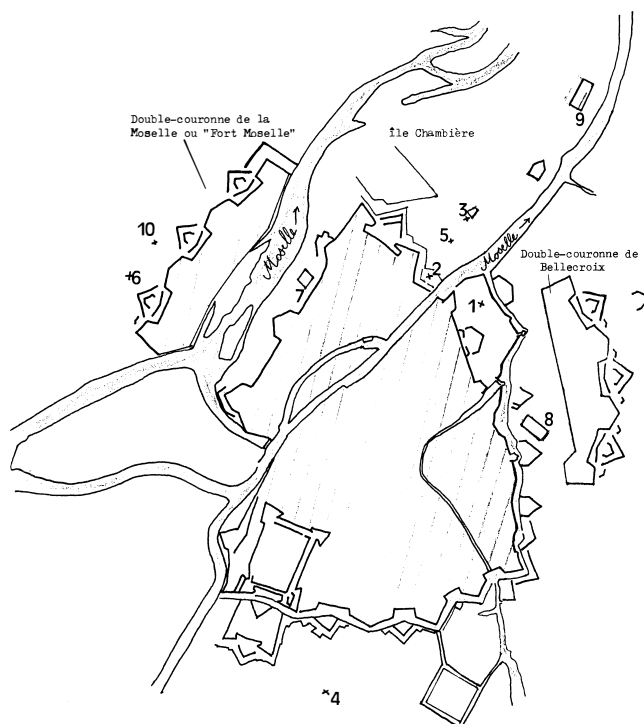 9
Double-couronne de la
Moselle ou "Fort Moselle"
Île Chambière
3
10
5
Moselle →
Moselle →
Double-couronne de
Bellecroix
+6
2
1
8
4